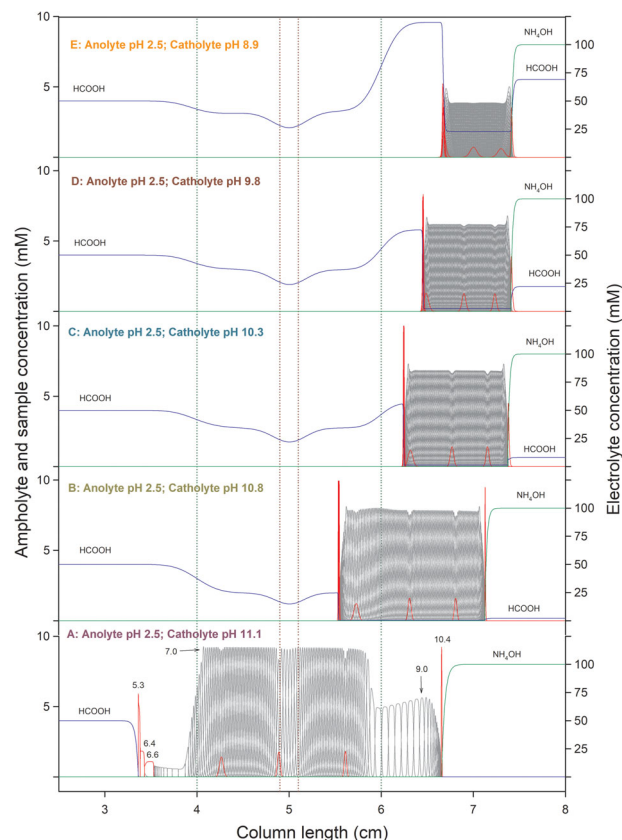 10
E: Anolyte pH 2.5; Catholyte pH 8.9
NH₄OH
HCOOH
HCOOH
5
100
75
50
25
10
D: Anolyte pH 2.5; Catholyte pH 9.8
NH₄OH
HCOOH
HCOOH
5
100
75
50
25
10
C: Anolyte pH 2.5; Catholyte pH 10.3
NH₄OH
HCOOH
HCOOH
5
100
75
50
25
10
B: Anolyte pH 2.5; Catholyte pH 10.8
NH₄OH
HCOOH
HCOOH
5
100
75
50
25
10
A: Anolyte pH 2.5; Catholyte pH 11.1
7.0
10.4
NH₄OH
5.3
9.0
HCOOH
6.4
6.6
5
0
100
75
50
25
0
3 4 5 6 7 8
Column length (cm)
Ampholyte and sample concentration (mM)
Electrolyte concentration (mM)